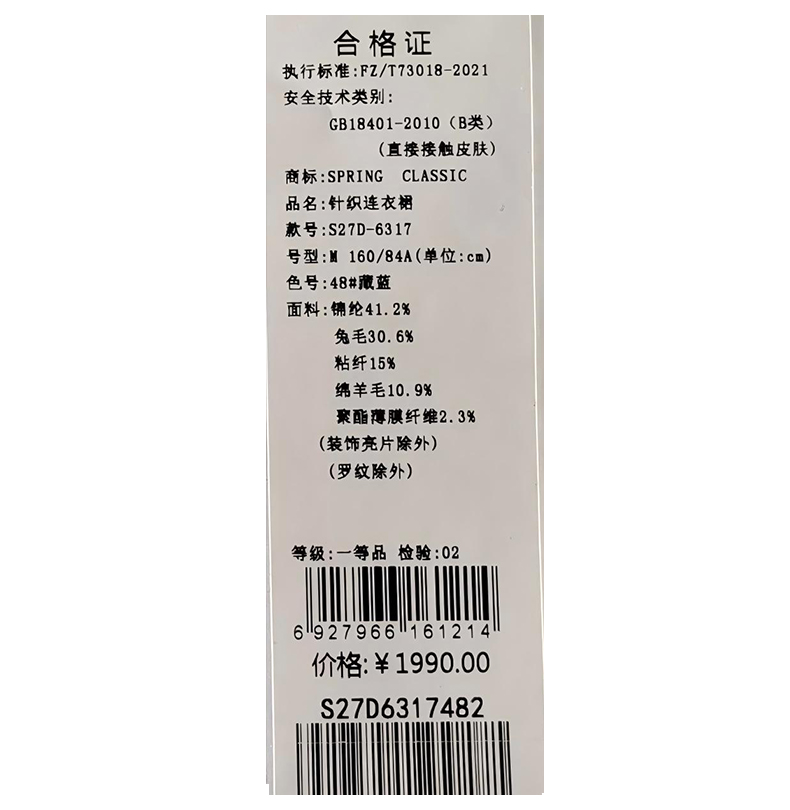 合格证
执行标准:FZ/T73018-2021
安全技术类别:
GB18401-2010(B类)
(直接接触皮肤)
商标:SPRING CLASSIC
品名:针织连衣裙
款号:S27D-6317
号型:M 160/84A(单位:cm)
色号:48#藏蓝
面料:锦纶41.2%
兔毛30.6%
粘纤15%
绵羊毛10.9%
聚酯薄膜纤维2.3%
(装饰亮片除外)
(罗纹除外)
等级:一等品 检验:02
6 927966 161214
价格:¥1990.00
S27D6317482